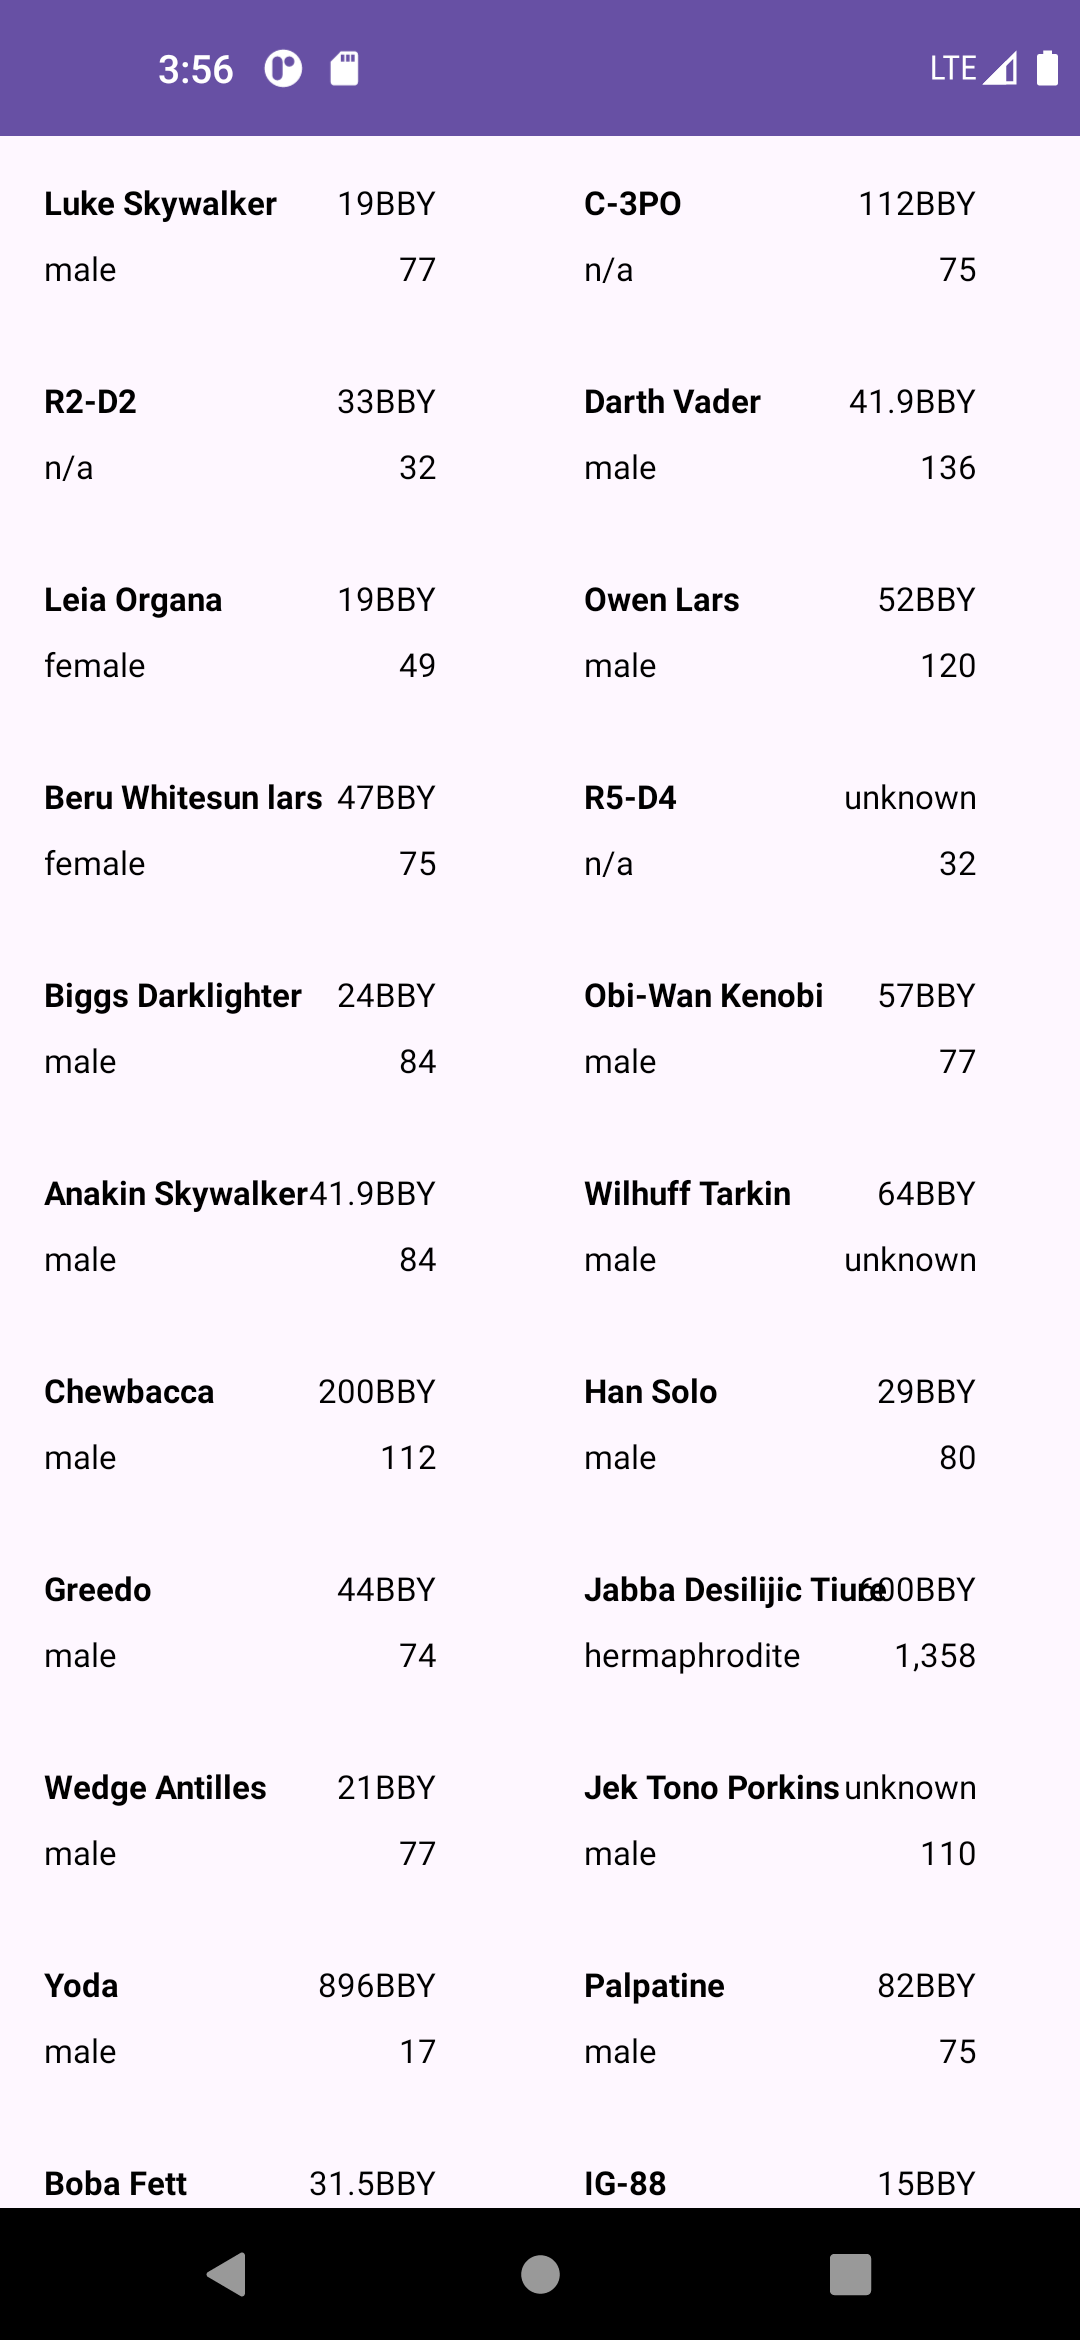 3:56 LTE
Luke Skywalker 19BBY C-3PO 112BBY
male 77 n/a 75
R2-D2 33BBY Darth Vader 41.9BBY
n/a 32 male 136
Leia Organa 19BBY Owen Lars 52BBY
female 49 male 120
Beru Whitesun lars 47BBY R5-D4 unknown
female 75 n/a 32
Biggs Darklighter 24BBY Obi-Wan Kenobi 57BBY
male 84 male 77
Anakin Skywalker 41.9BBY Wilhuff Tarkin 64BBY
male 84 male unknown
Chewbacca 200BBY Han Solo 29BBY
male 112 male 80
Greedo 44BBY Jabba Desilijic Tiure 600BBY
male 74 hermaphrodite 1,358
Wedge Antilles 21BBY Jek Tono Porkins unknown
male 77 male 110
Yoda 896BBY Palpatine 82BBY
male 17 male 75
Boba Fett 31.5BBY IG-88 15BBY